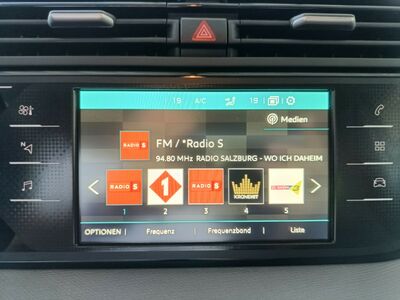 19 A/C 19
Medien
RADIO S
FM / *Radio S
94.80 MHz RADIO SALZBURG - WO ICH DAHEIM
RADIO S 1 RADIO S KRONEHIT
1 2 3 4 5
OPTIONEN Frequenz Frequenzband Liste